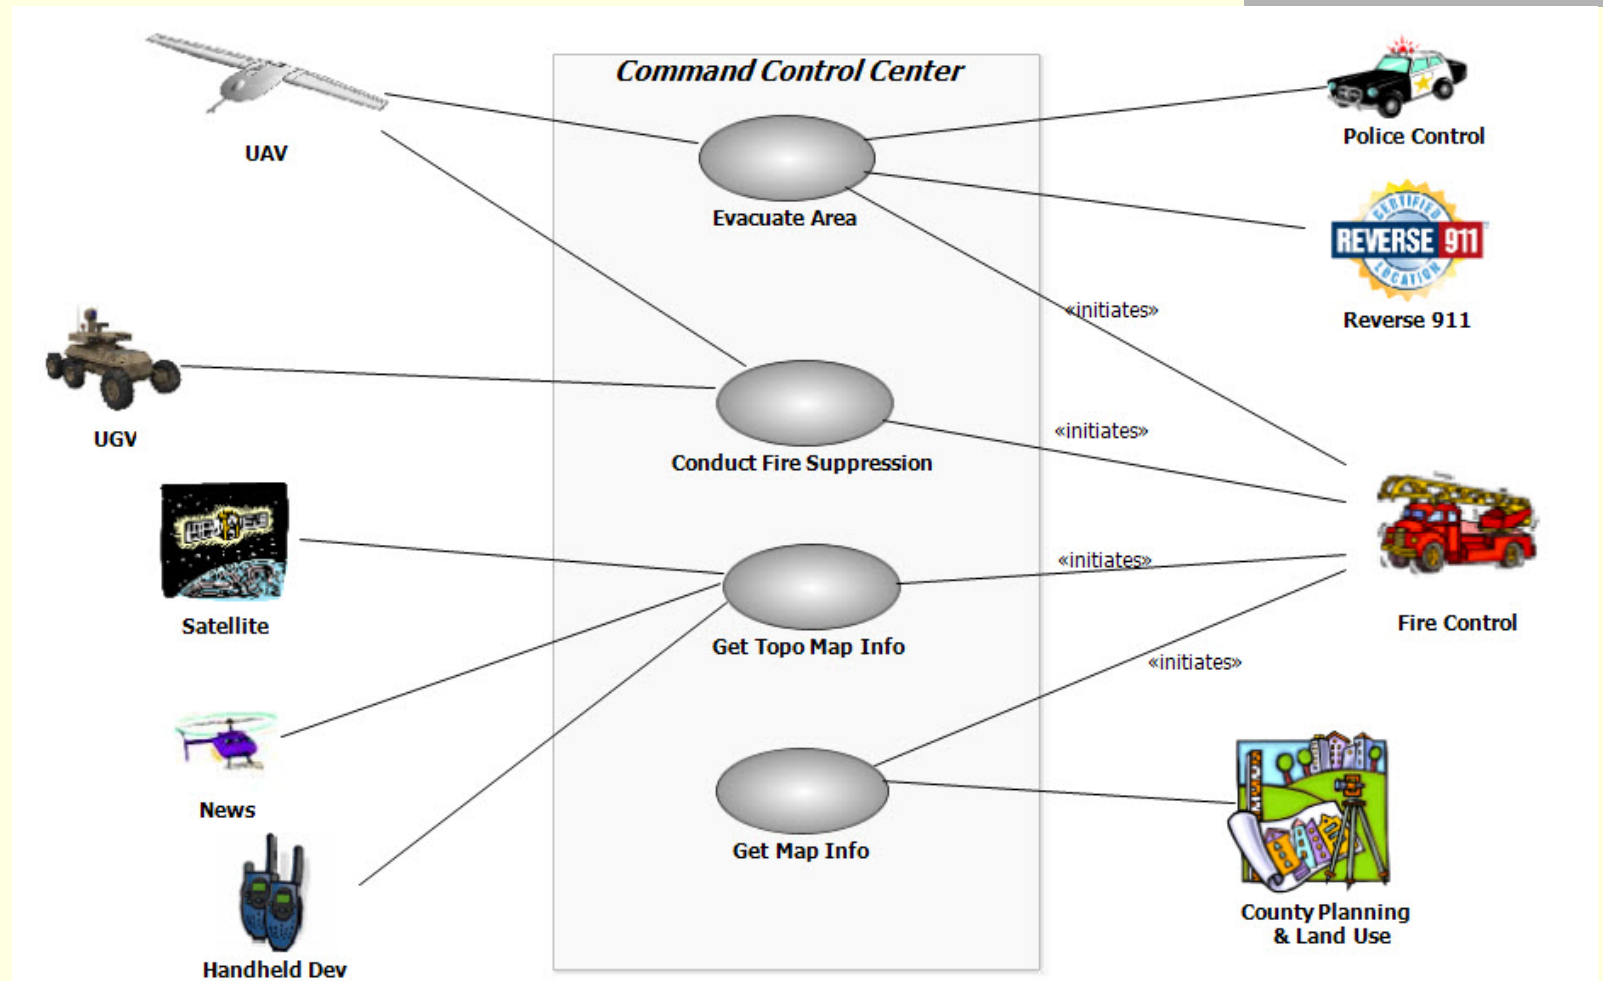 Command Control Center
UAV
Evacuate Area
Police Control
CERTIFIED
REVERSE 911
LOCATION
Reverse 911
«initiates»
UGV
Conduct Fire Suppression
«initiates»
Satellite
Get Topo Map Info
«initiates»
Fire Control
«initiates»
News
Get Map Info
Handheld Dev
County Planning
& Land Use